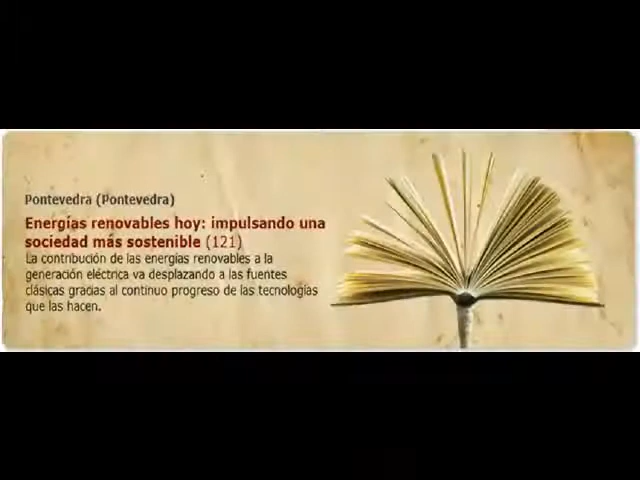 Pontevedra (Pontevedra)
Energías renovables hoy: impulsando una
sociedad más sostenible (121)
La contribución de las energías renovables a la
generación eléctrica va desplazando a las fuentes
clásicas gracias al continuo progreso de las tecnologías
que las hacen.